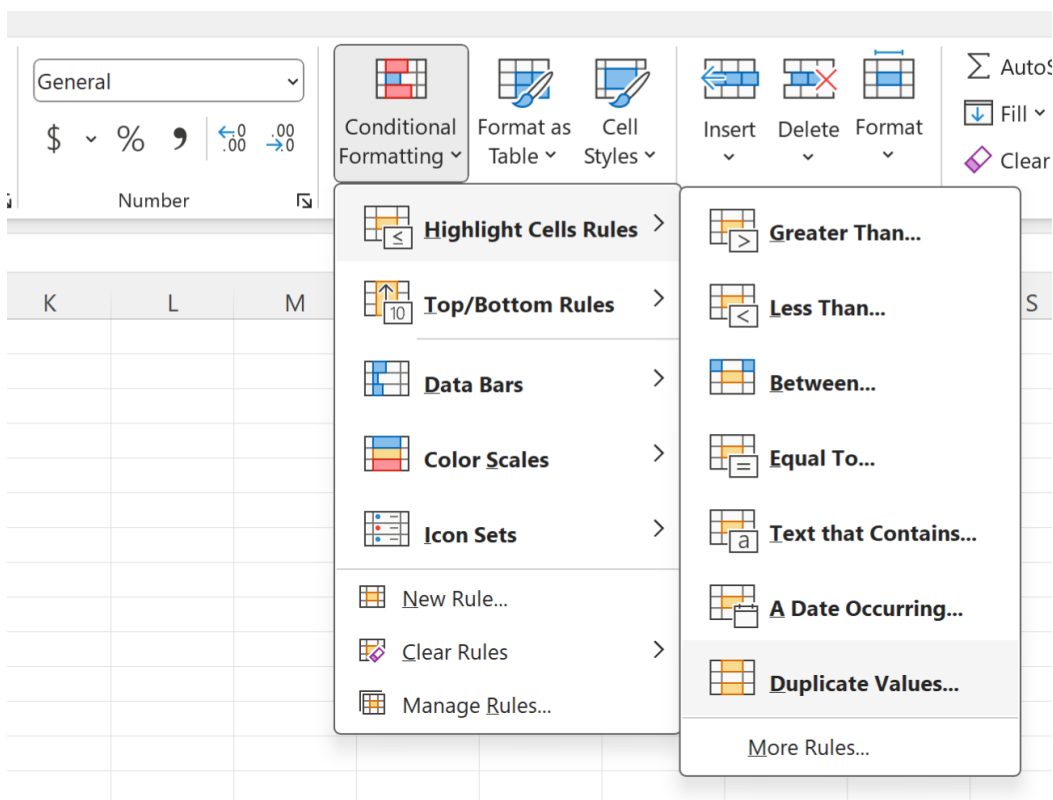 General
$ % 9 ←.0 .00 .00 →.0
Number
Conditional
Formatting
Format as
Table
Cell
Styles
Insert
Delete
Format
∑ AutoS
Fill
Clear
K L M S
Highlight Cells Rules
Top/Bottom Rules
10
Data Bars
Color Scales
Icon Sets
New Rule...
Clear Rules
Manage Rules...
Greater Than...
Less Than...
Between...
Equal To...
Text that Contains...
a
A Date Occurring...
Duplicate Values...
More Rules...